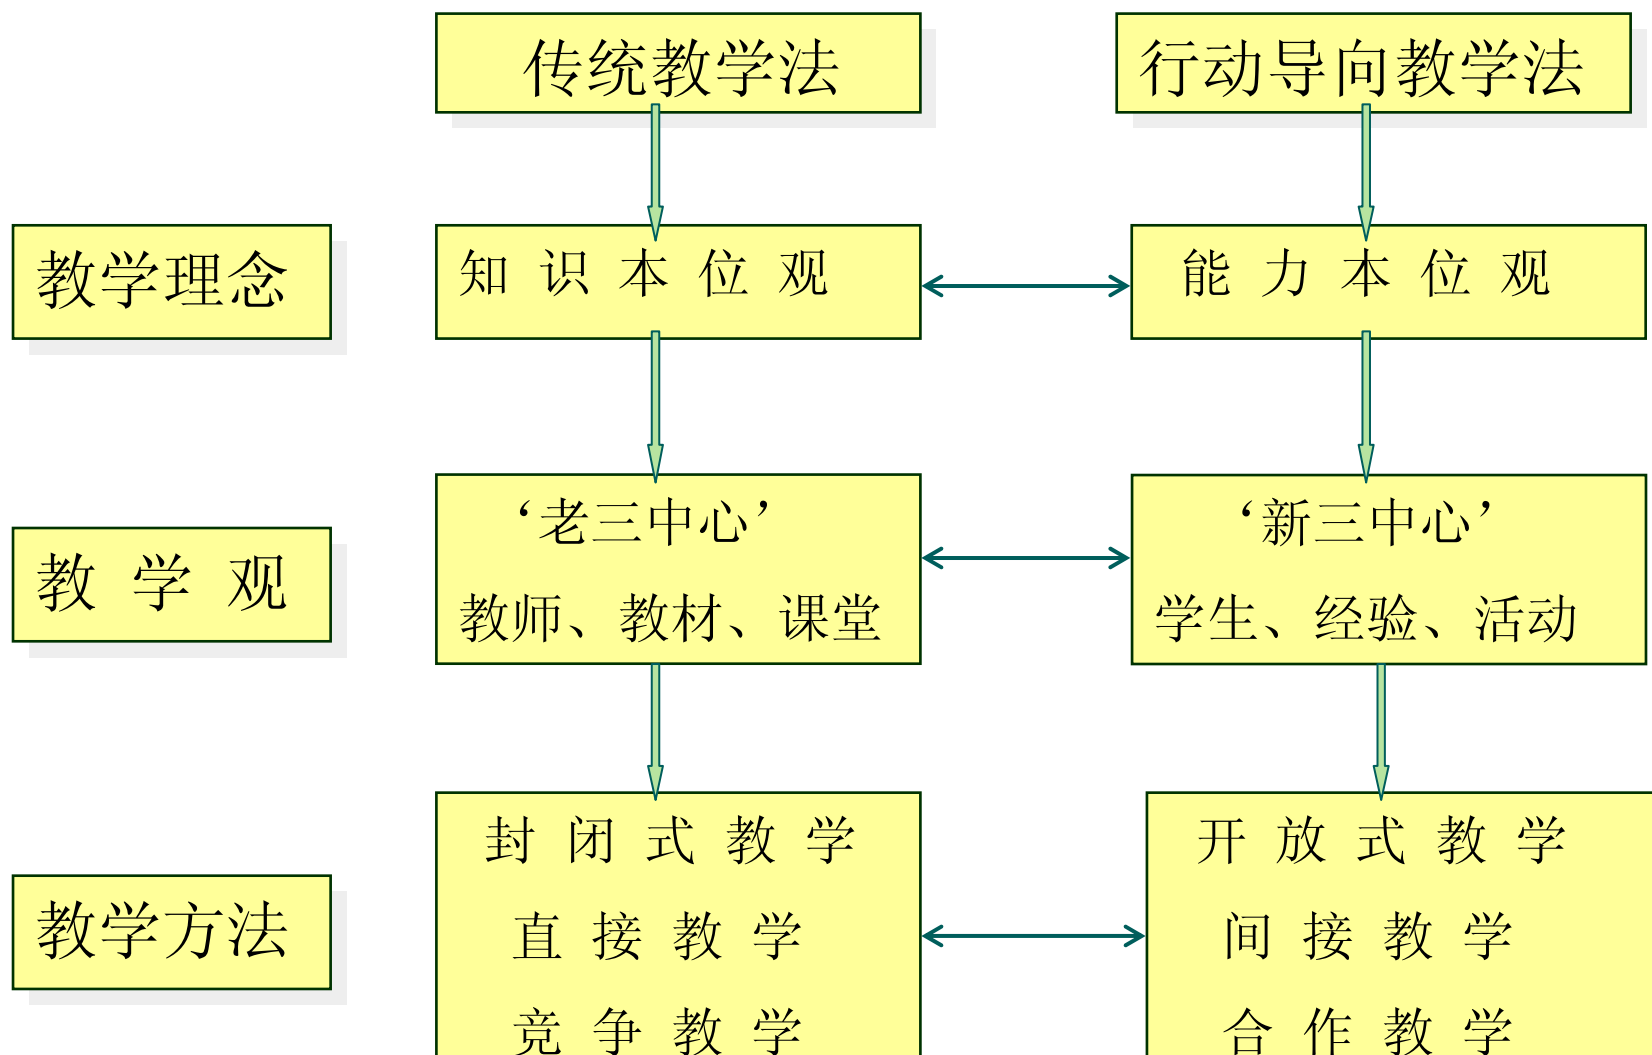 传统教学法
行动导向教学法
教学理念
知 识 本 位 观
能 力 本 位 观
教 学 观
‘老三中心’
教师、教材、课堂
‘新三中心’
学生、经验、活动
教学方法
封 闭 式 教 学
直 接 教 学
竞 争 教 学
开 放 式 教 学
间 接 教 学
合 作 教 学